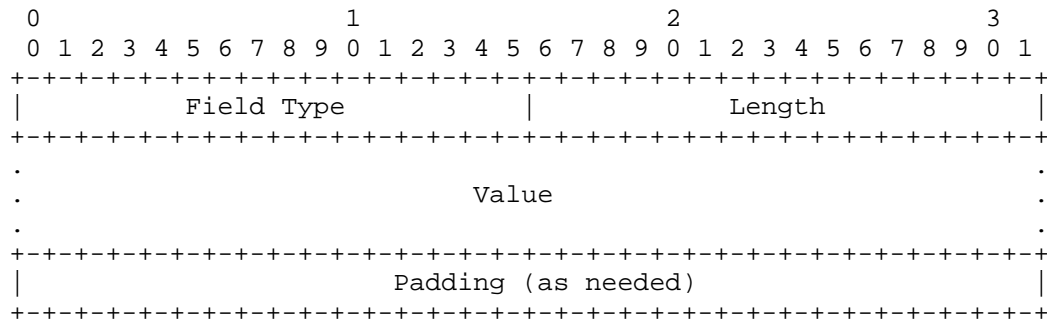 0                   1                   2                   3
 0 1 2 3 4 5 6 7 8 9 0 1 2 3 4 5 6 7 8 9 0 1 2 3 4 5 6 7 8 9 0 1
+-+-+-+-+-+-+-+-+-+-+-+-+-+-+-+-+-+-+-+-+-+-+-+-+-+-+-+-+-+-+-+-+
|          Field Type           |            Length             |
+-+-+-+-+-+-+-+-+-+-+-+-+-+-+-+-+-+-+-+-+-+-+-+-+-+-+-+-+-+-+-+-+
.                                                               .
.                            Value                              .
.                                                               .
+-+-+-+-+-+-+-+-+-+-+-+-+-+-+-+-+-+-+-+-+-+-+-+-+-+-+-+-+-+-+-+-+
|                       Padding (as needed)                     |
+-+-+-+-+-+-+-+-+-+-+-+-+-+-+-+-+-+-+-+-+-+-+-+-+-+-+-+-+-+-+-+-+